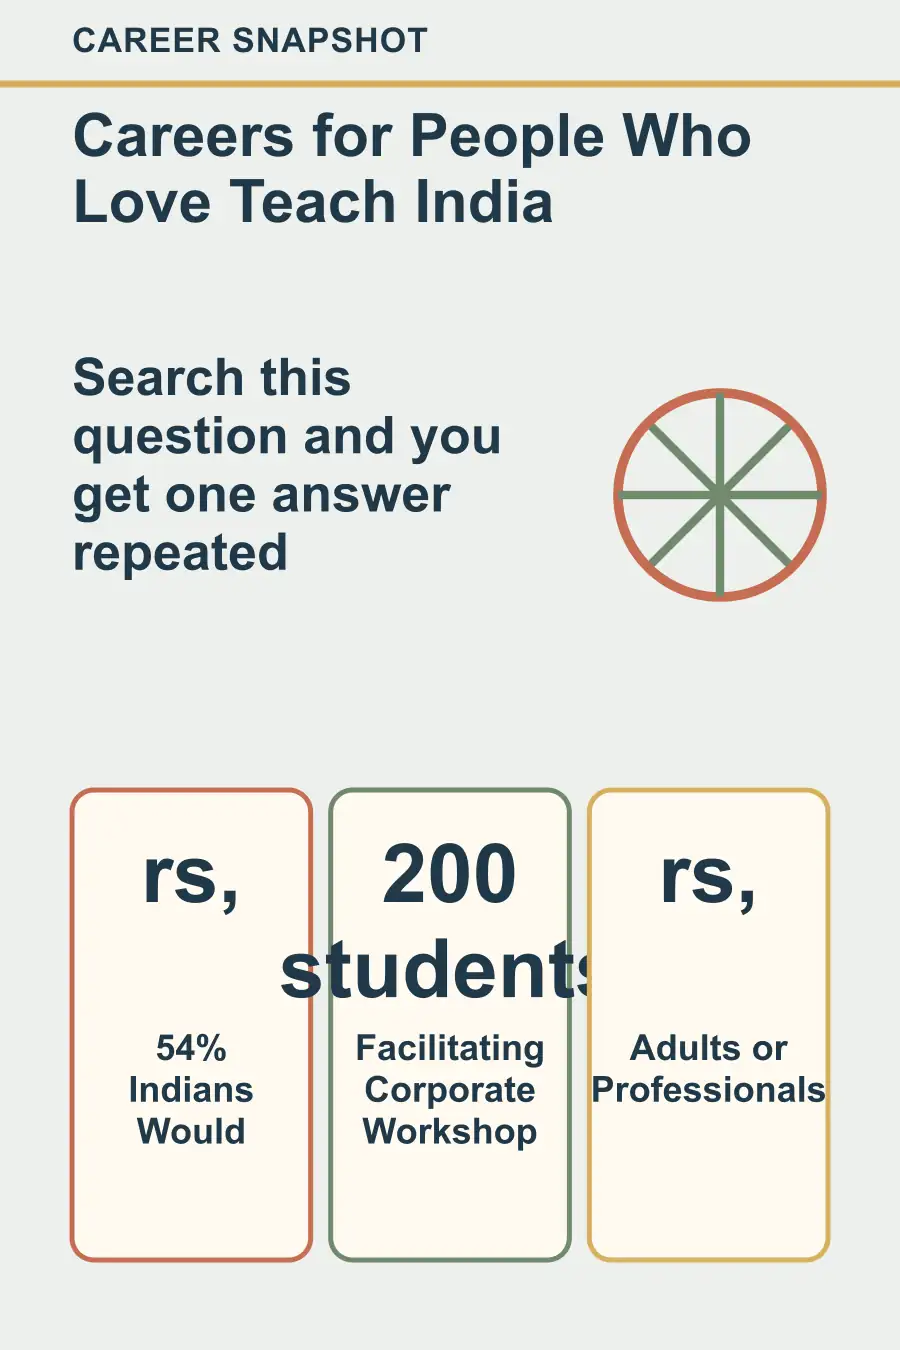 CAREER SNAPSHOT
Careers for People Who
Love Teach India
Search this
question and you
get one answer
repeated
rs,
54%
Indians
Would
200
students
Facilitating
Corporate
Workshop
rs,
Adults or
Professionals